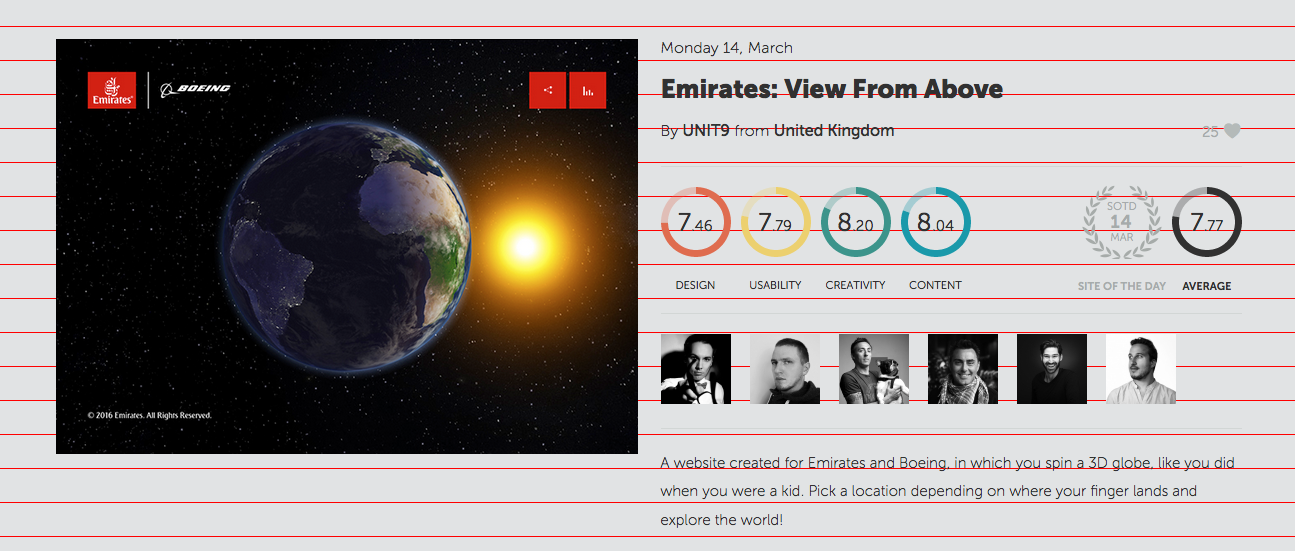 Emirates
BOEING
© 2016 Emirates. All Rights Reserved.
Monday 14, March
Emirates: View From Above
By UNIT9 from United Kingdom
25
7.46
7.79
8.20
8.04
SOTD
14
MAR
7.77
DESIGN
USABILITY
CREATIVITY
CONTENT
SITE OF THE DAY
AVERAGE
A website created for Emirates and Boeing, in which you spin a 3D globe, like you did
when you were a kid. Pick a location depending on where your finger lands and
explore the world!